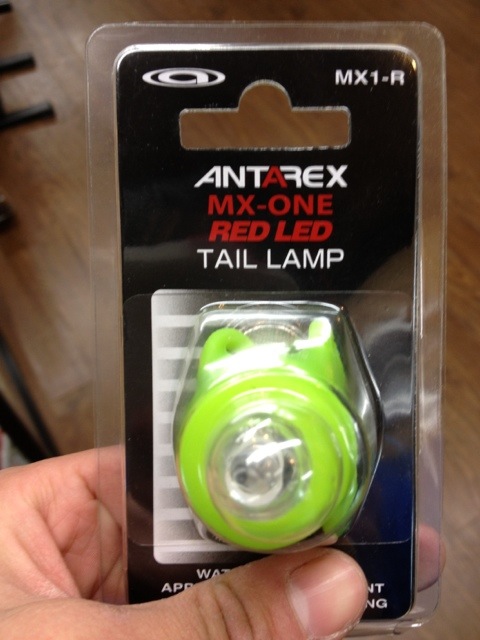 MX1-R
ANTAREX
MX-ONE
RED LED
TAIL LAMP